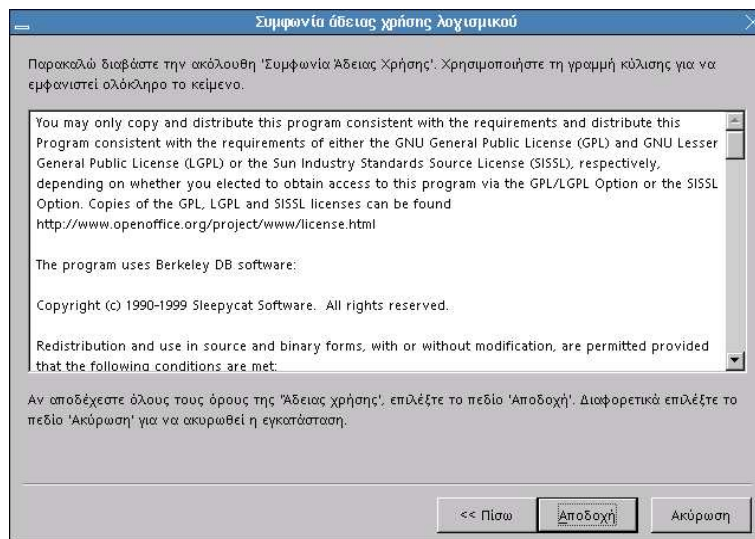 Συμφωνία άδειας χρήσης λογισμικού
Παρακαλώ διαβάστε την ακόλουθη 'Συμφωνία Άδειας Χρήσης'. Χρησιμοποιήστε τη γραμμή κύλισης για να
εμφανιστεί ολόκληρο το κείμενο.
You may only copy and distribute this program consistent with the requirements and distribute this
Program consistent with the requirements of either the GNU General Public License (GPL) and GNU Lesser
General Public License (LGPL) or the Sun Industry Standards Source License (SISSL), respectively,
depending on whether you elected to obtain access to this program via the GPL/LGPL Option or the SISSL
Option. Copies of the GPL, LGPL and SISSL licenses can be found
http://www.openoffice.org/project/www/license.html
The program uses Berkeley DB software:
Copyright (c) 1990-1999 Sleepycat Software.  All rights reserved.
Redistribution and use in source and binary forms, with or without modification, are permitted provided
that the following conditions are met:
Αν αποδέχεστε όλους τους όρους της 'Άδειας χρήσης', επιλέξτε το πεδίο 'Αποδοχή'. Διαφορετικά επιλέξτε το
πεδίο 'Ακύρωση' για να ακυρωθεί η εγκατάσταση.
<< Πίσω
Αποδοχή
Ακύρωση